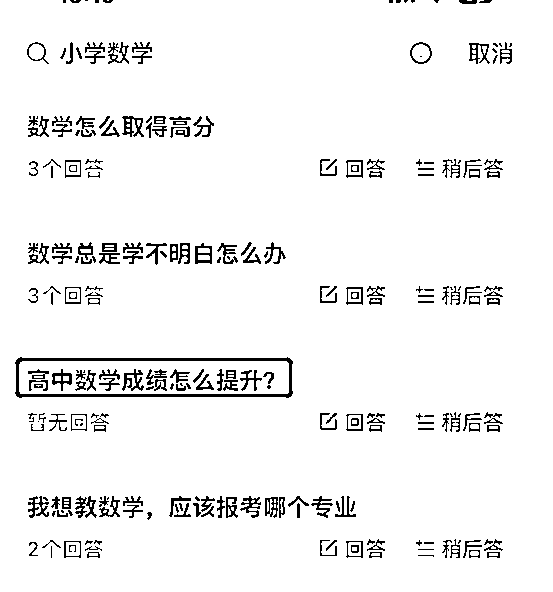 小学数学 取消
数学怎么取得高分
3个回答 回答 稍后答
数学总是学不明白怎么办
3个回答 回答 稍后答
高中数学成绩怎么提升?
暂无回答 回答 稍后答
我想教数学，应该报考哪个专业
2个回答 回答 稍后答